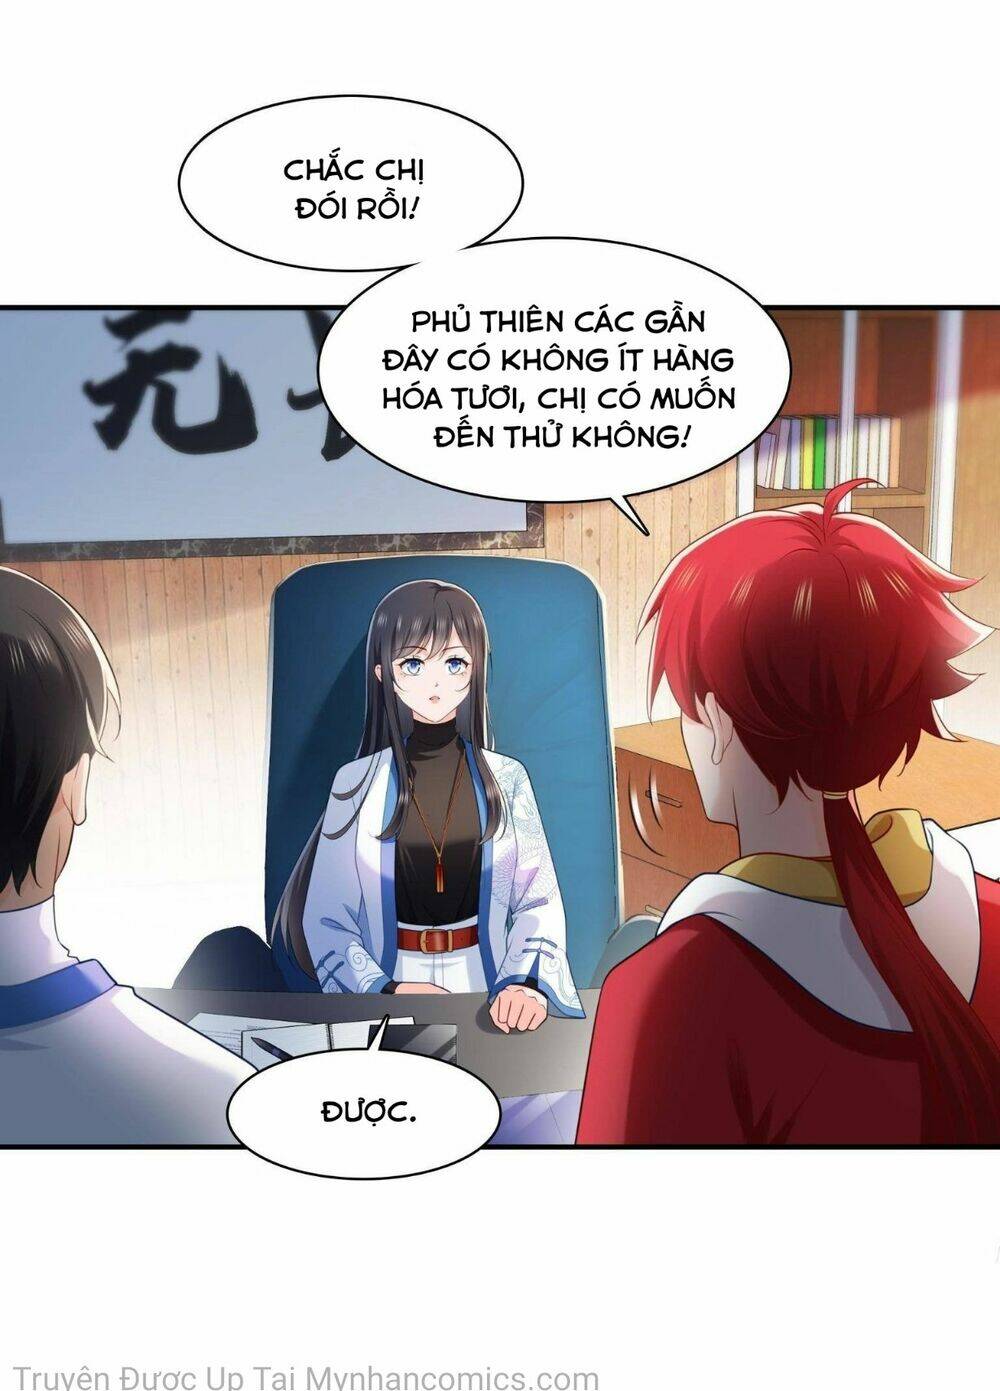 CHẮC CHỊ
ĐÓI RỒI!
PHỦ THIÊN CÁC GẦN
ĐÂY CÓ KHÔNG ÍT HÀNG
HÓA TƯƠI, CHỊ CÓ MUỐN
ĐẾN THỬ KHÔNG!
ĐƯỢC.
Truyện Được Up Tại Mynhancomics.com